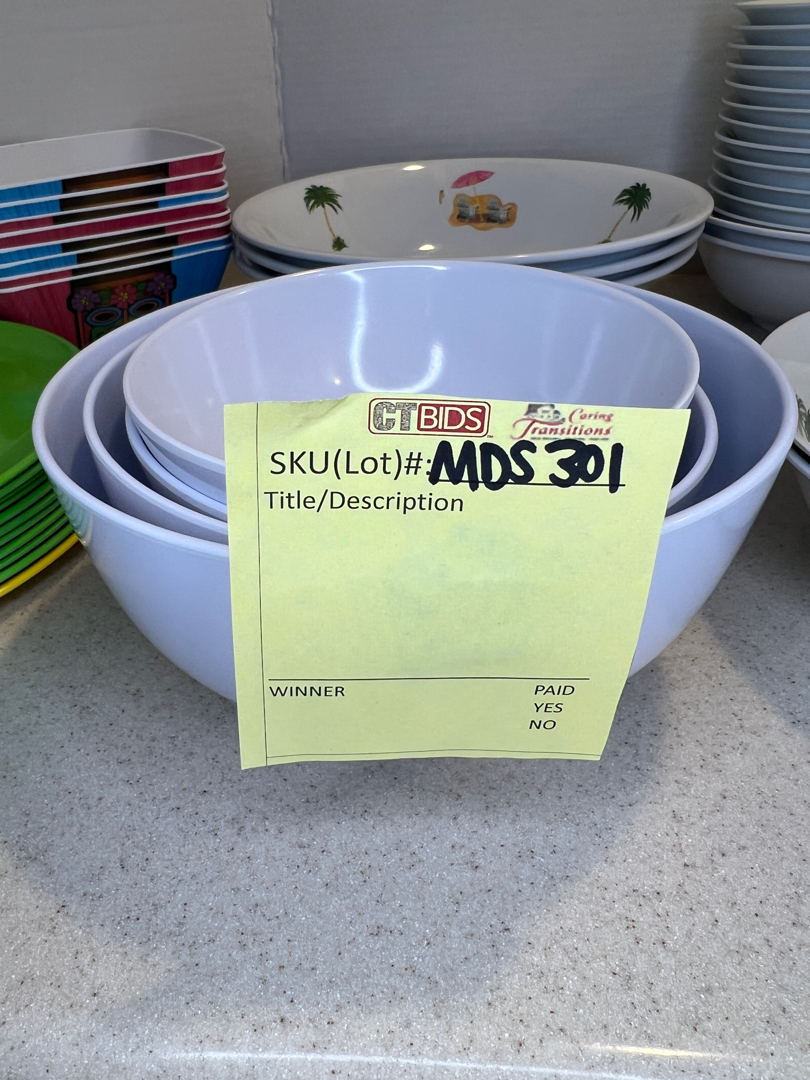 CTBIDS
Caring Transitions
SKU(Lot)#: MDS 301
Title/Description
WINNER
PAID
YES
NO